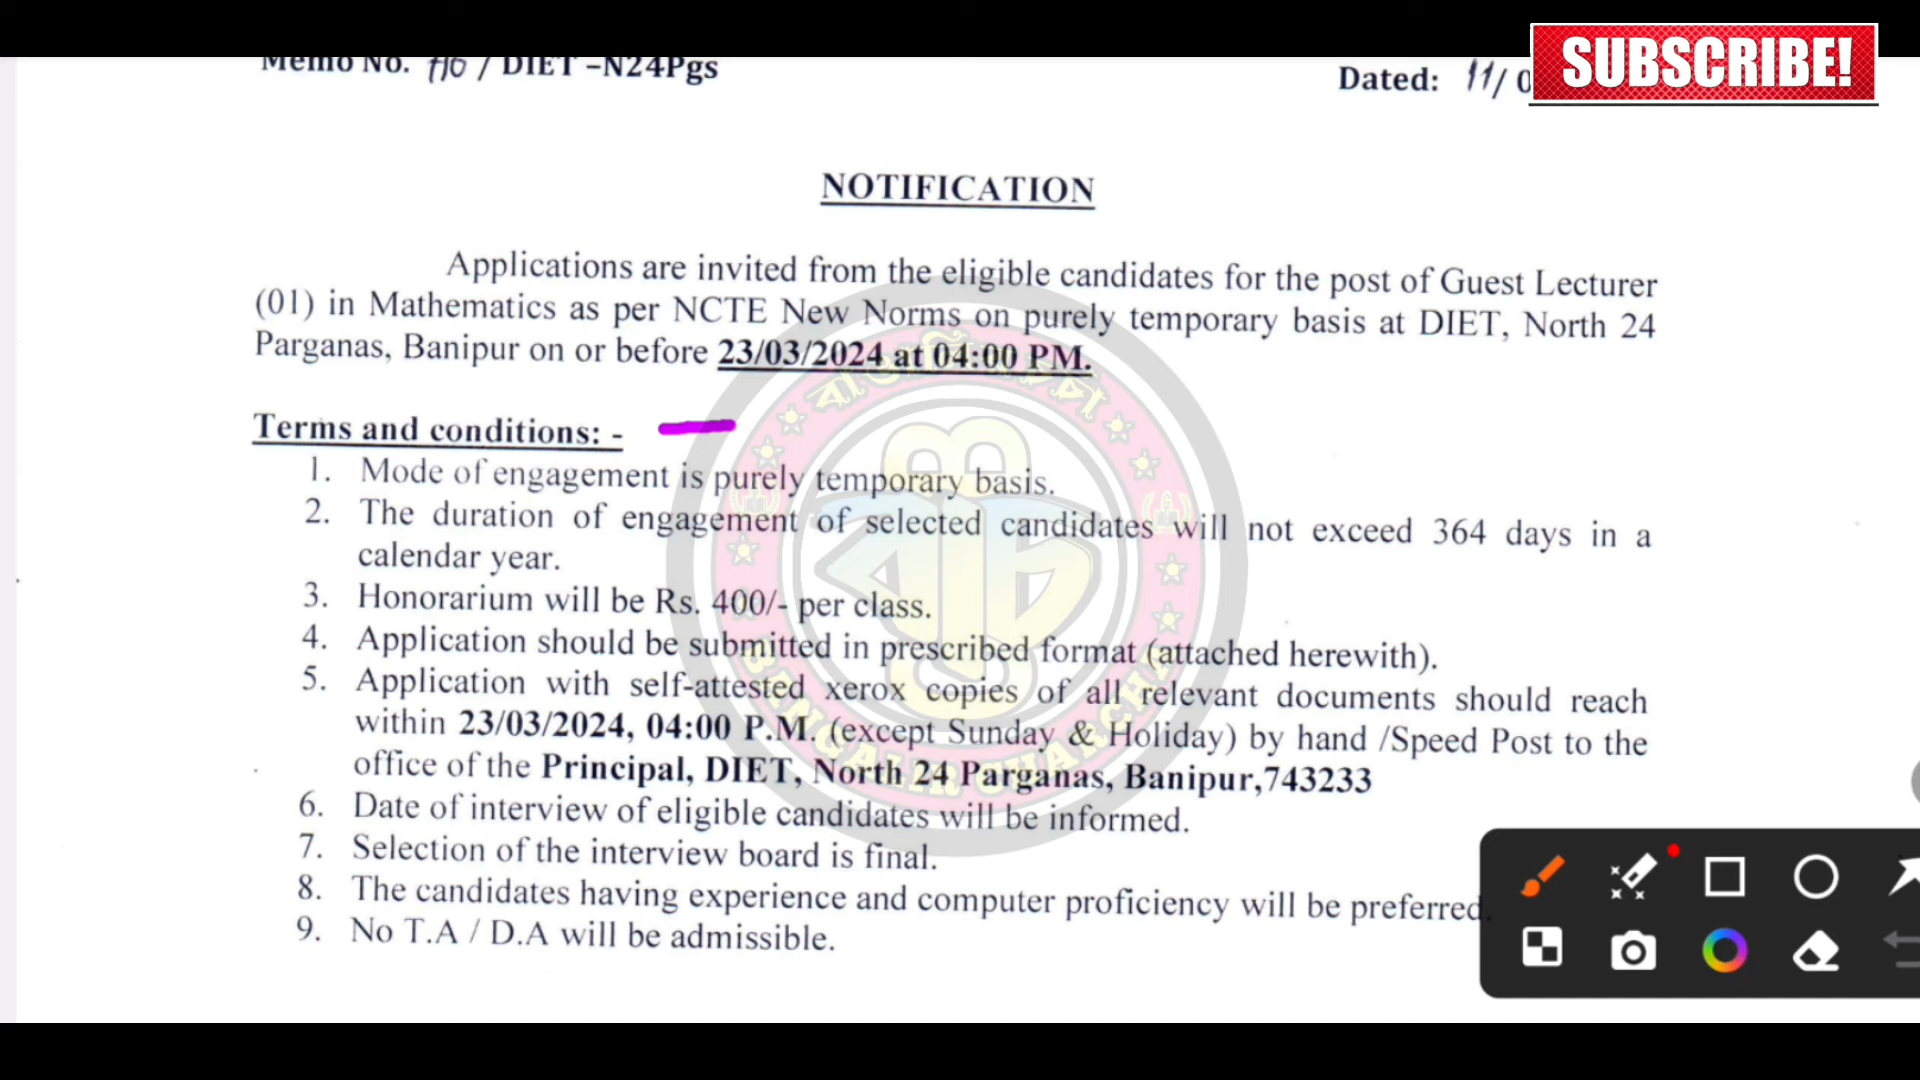 SUBSCRIBE!
Memo No. / DIET –N24Pgs
Dated: 11/ 0
NOTIFICATION
Applications are invited from the eligible candidates for the post of Guest Lecturer
(01) in Mathematics as per NCTE New Norms on purely temporary basis at DIET, North 24
Parganas, Banipur on or before 23/03/2024 at 04:00 PM.
Terms and conditions: -
1. Mode of engagement is purely temporary basis.
2. The duration of engagement of selected candidates will not exceed 364 days in a
calendar year.
3. Honorarium will be Rs. 400/- per class.
4. Application should be submitted in prescribed format (attached herewith).
5. Application with self-attested xerox copies of all relevant documents should reach
within 23/03/2024, 04:00 P.M. (except Sunday & Holiday) by hand /Speed Post to the
office of the Principal, DIET, North 24 Parganas, Banipur,743233
6. Date of interview of eligible candidates will be informed.
7. Selection of the interview board is final.
8. The candidates having experience and computer proficiency will be preferred.
9. No T.A / D.A will be admissible.
BENGALIR CHARCHA